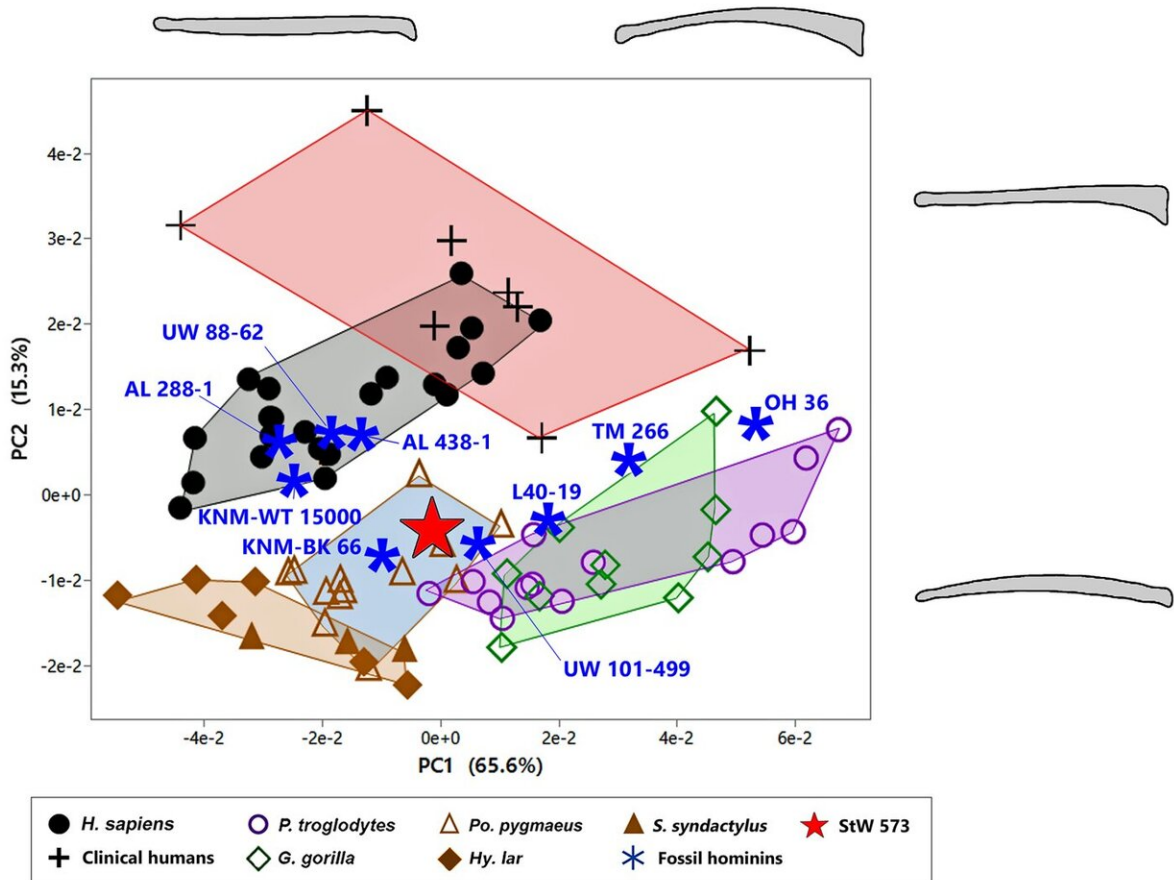 4e-2
3e-2
2e-2
1e-2
0e+0
-1e-2
-2e-2
PC2 (15.3%)
UW 88-62
AL 288-1
AL 438-1
OH 36
TM 266
L40-19
KNM-WT 15000
KNM-BK 66
UW 101-499
-4e-2 -2e-2 0e+0 2e-2 4e-2 6e-2
PC1 (65.6%)
H. sapiens P. troglodytes Po. pygmaeus S. syndactylus StW 573
Clinical humans G. gorilla Hy. lar Fossil hominins